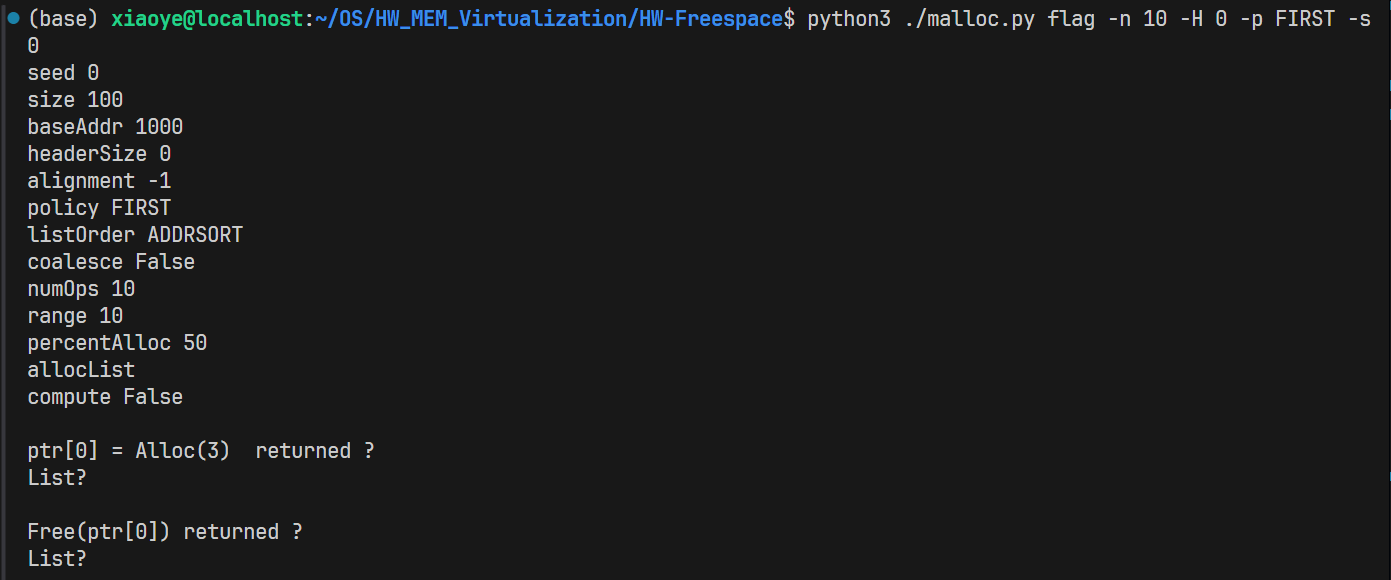 (base) xiaoye@localhost:~/OS/HW_MEM_Virtualization/HW-Freespace$ python3 ./malloc.py flag -n 10 -H 0 -p FIRST -s
0
seed 0
size 100
baseAddr 1000
headerSize 0
alignment -1
policy FIRST
listOrder ADDRSORT
coalesce False
numOps 10
range 10
percentAlloc 50
allocList
compute False

ptr[0] = Alloc(3)  returned ?
List?

Free(ptr[0]) returned ?
List?